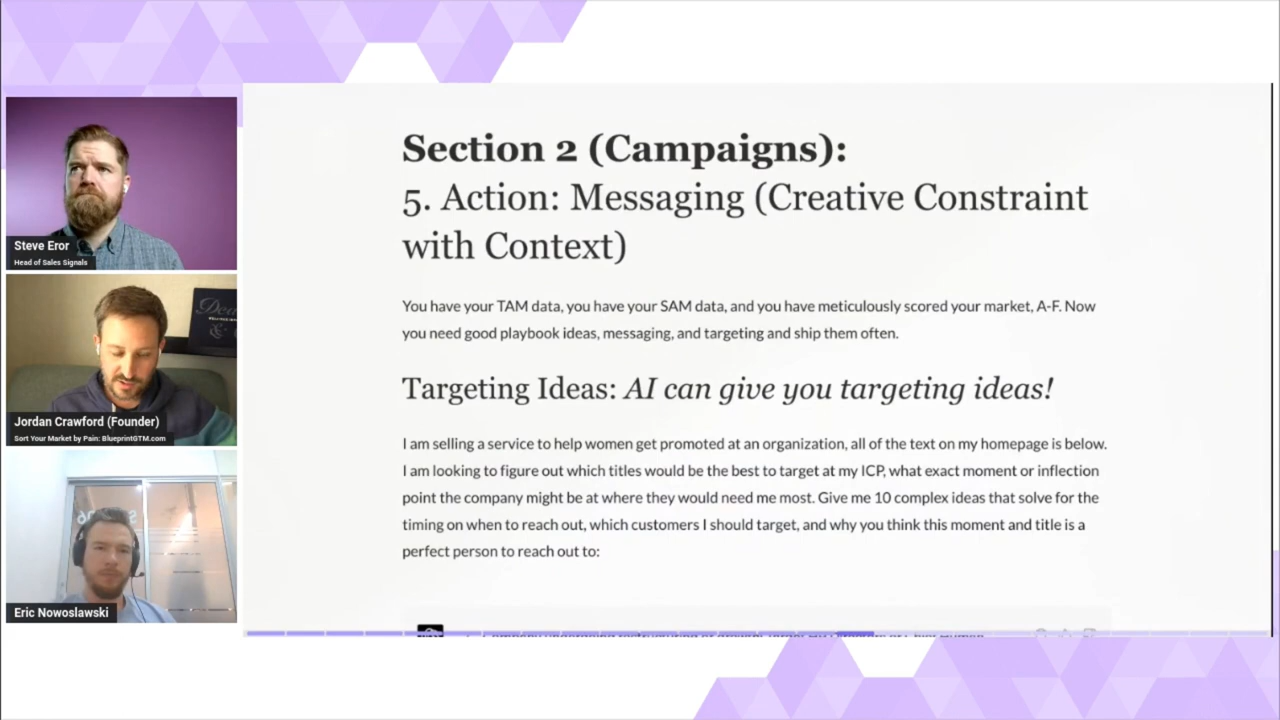 Steve Eror
Head of Sales Signals
Jordan Crawford (Founder)
Sort Your Market by Pain: BlueprintGTM.com
Eric Nowoslawski
Section 2 (Campaigns):
5. Action: Messaging (Creative Constraint
with Context)
You have your TAM data, you have your SAM data, and you have meticulously scored your market, A-F. Now
you need good playbook ideas, messaging, and targeting and ship them often.
Targeting Ideas: AI can give you targeting ideas!
I am selling a service to help women get promoted at an organization, all of the text on my homepage is below.
I am looking to figure out which titles would be the best to target at my ICP, what exact moment or inflection
point the company might be at where they would need me most. Give me 10 complex ideas that solve for the
timing on when to reach out, which customers I should target, and why you think this moment and title is a
perfect person to reach out to: